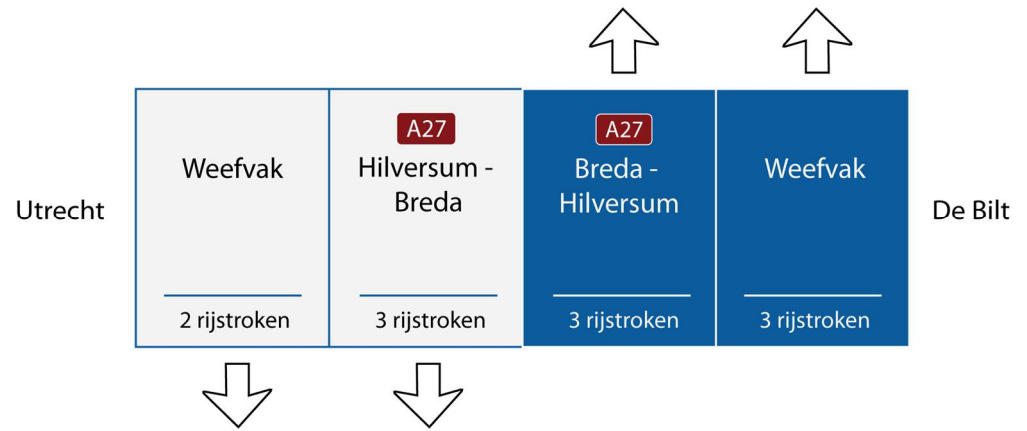 Utrecht
Weefvak
2 rijstroken
A27
Hilversum -
Breda
3 rijstroken
A27
Breda -
Hilversum
3 rijstroken
Weefvak
3 rijstroken
De Bilt